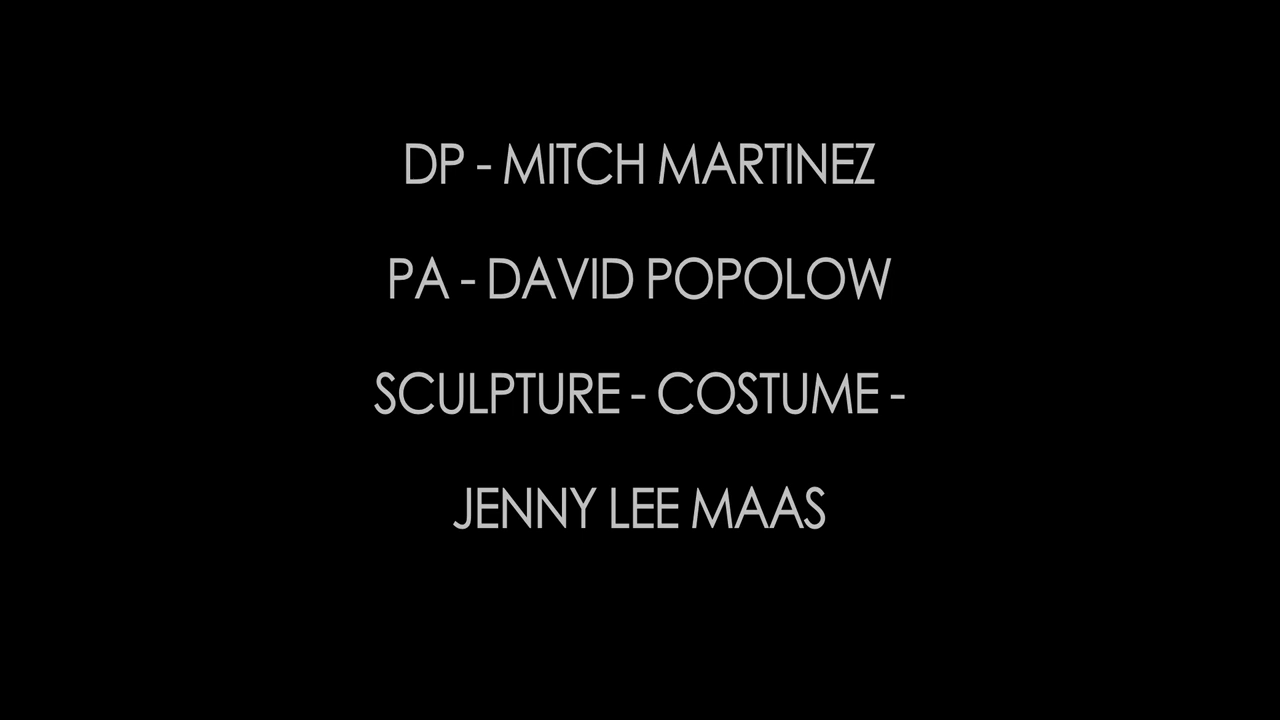 DP - MITCH MARTINEZ
PA - DAVID POPOLOW
SCULPTURE - COSTUME -
JENNY LEE MAAS